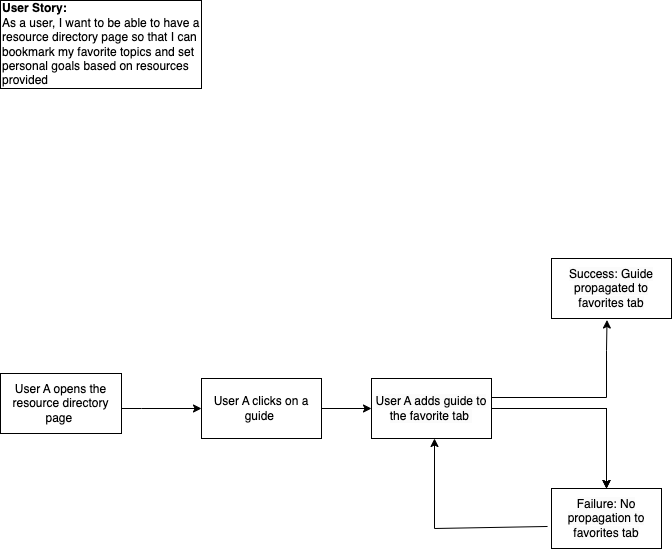 User Story:
As a user, I want to be able to have a
resource directory page so that I can
bookmark my favorite topics and set
personal goals based on resources
provided
Success: Guide
propagated to
favorites tab
User A opens the
resource directory
page
User A clicks on a
guide
User A adds guide to
the favorite tab
Failure: No
propagation to
favorites tab